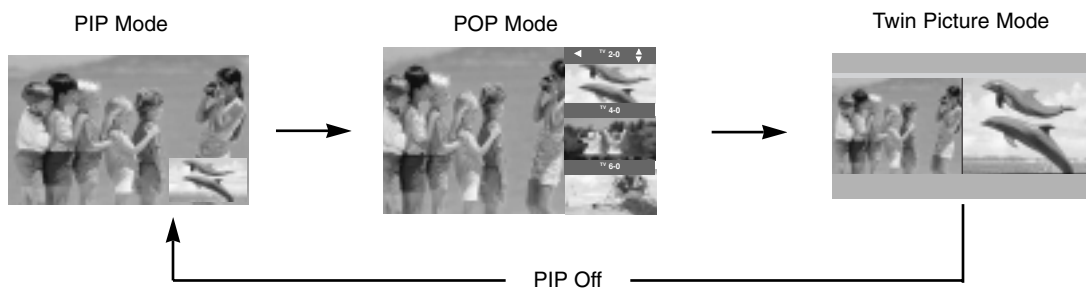 PIP Mode
POP Mode
Twin Picture Mode
TV 2-0
TV 4-0
TV 6-0
PIP Off